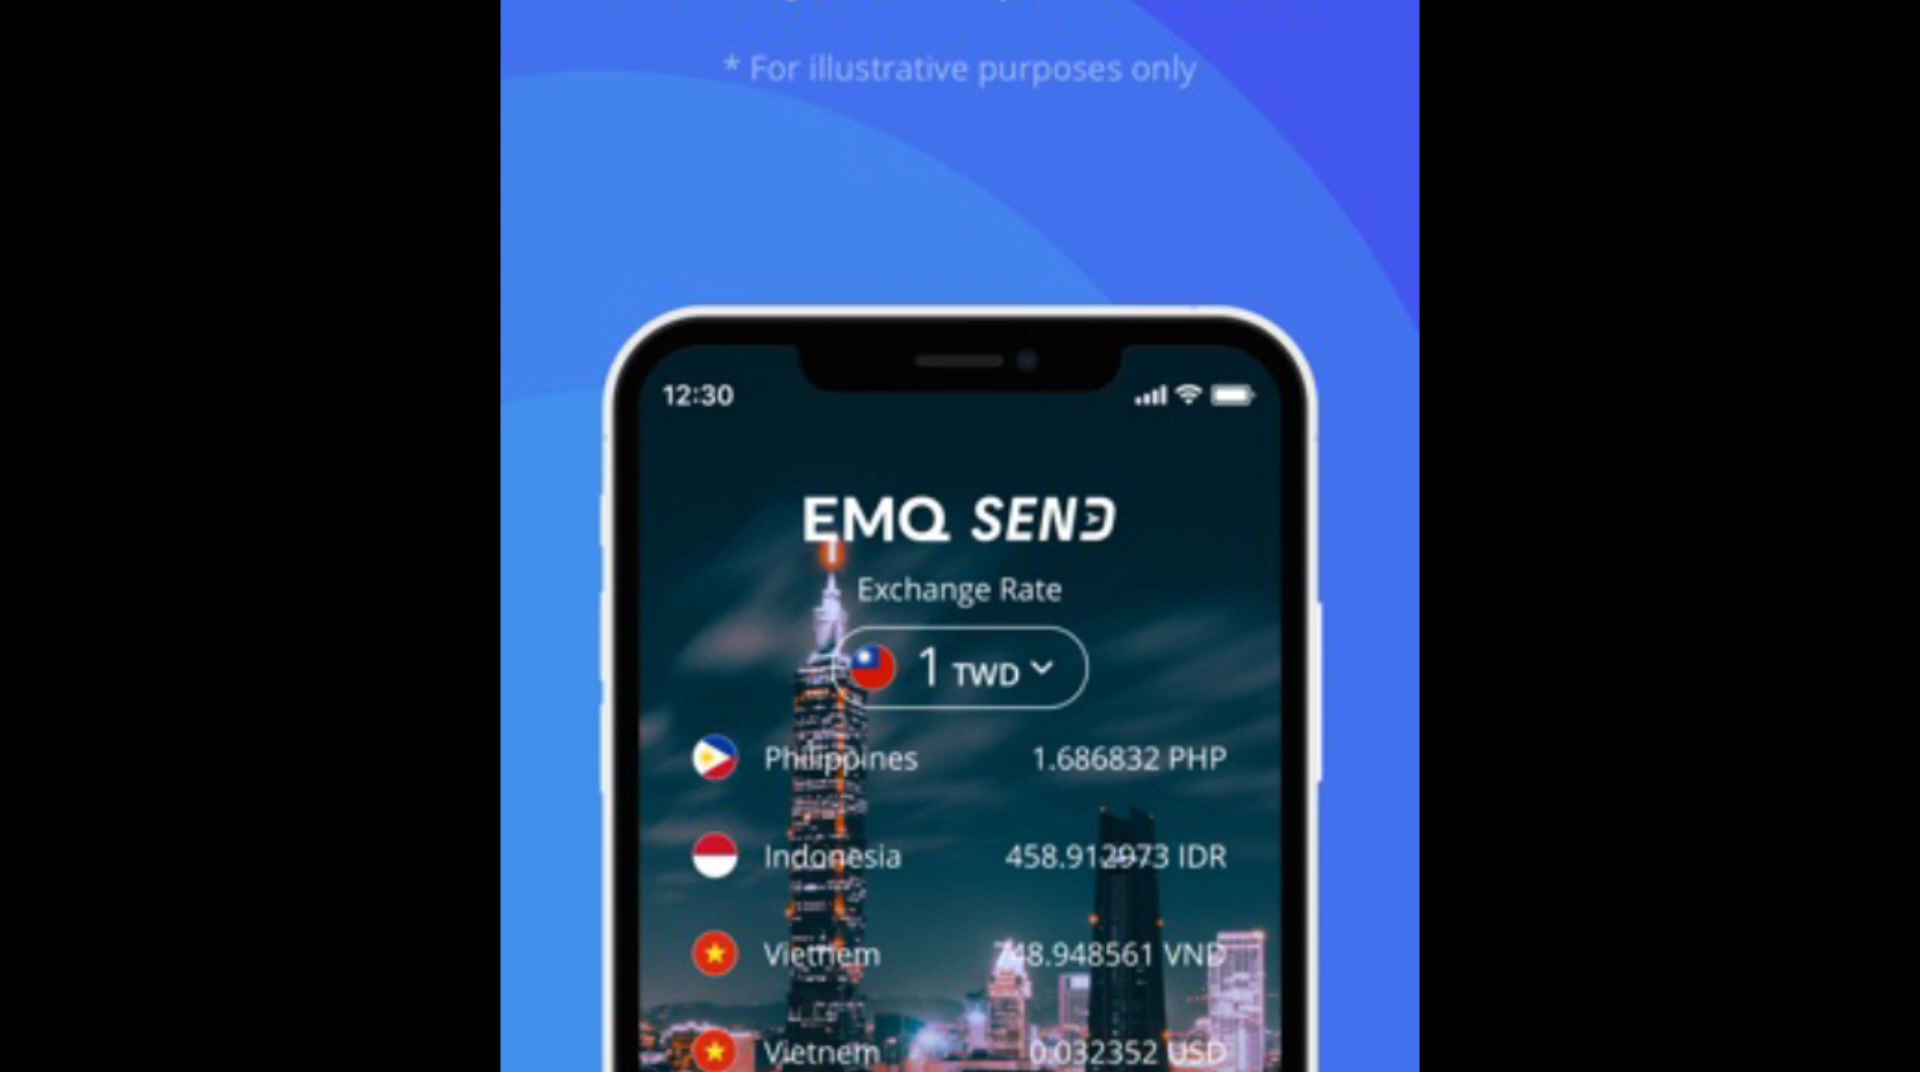 * For illustrative purposes only
12:30
EMQ SEND
Exchange Rate
1 TWD
Philippines 1.686832 PHP
Indonesia 458.912973 IDR
Vietnem 748.948561 VND
Vietnem 0.032352 USD